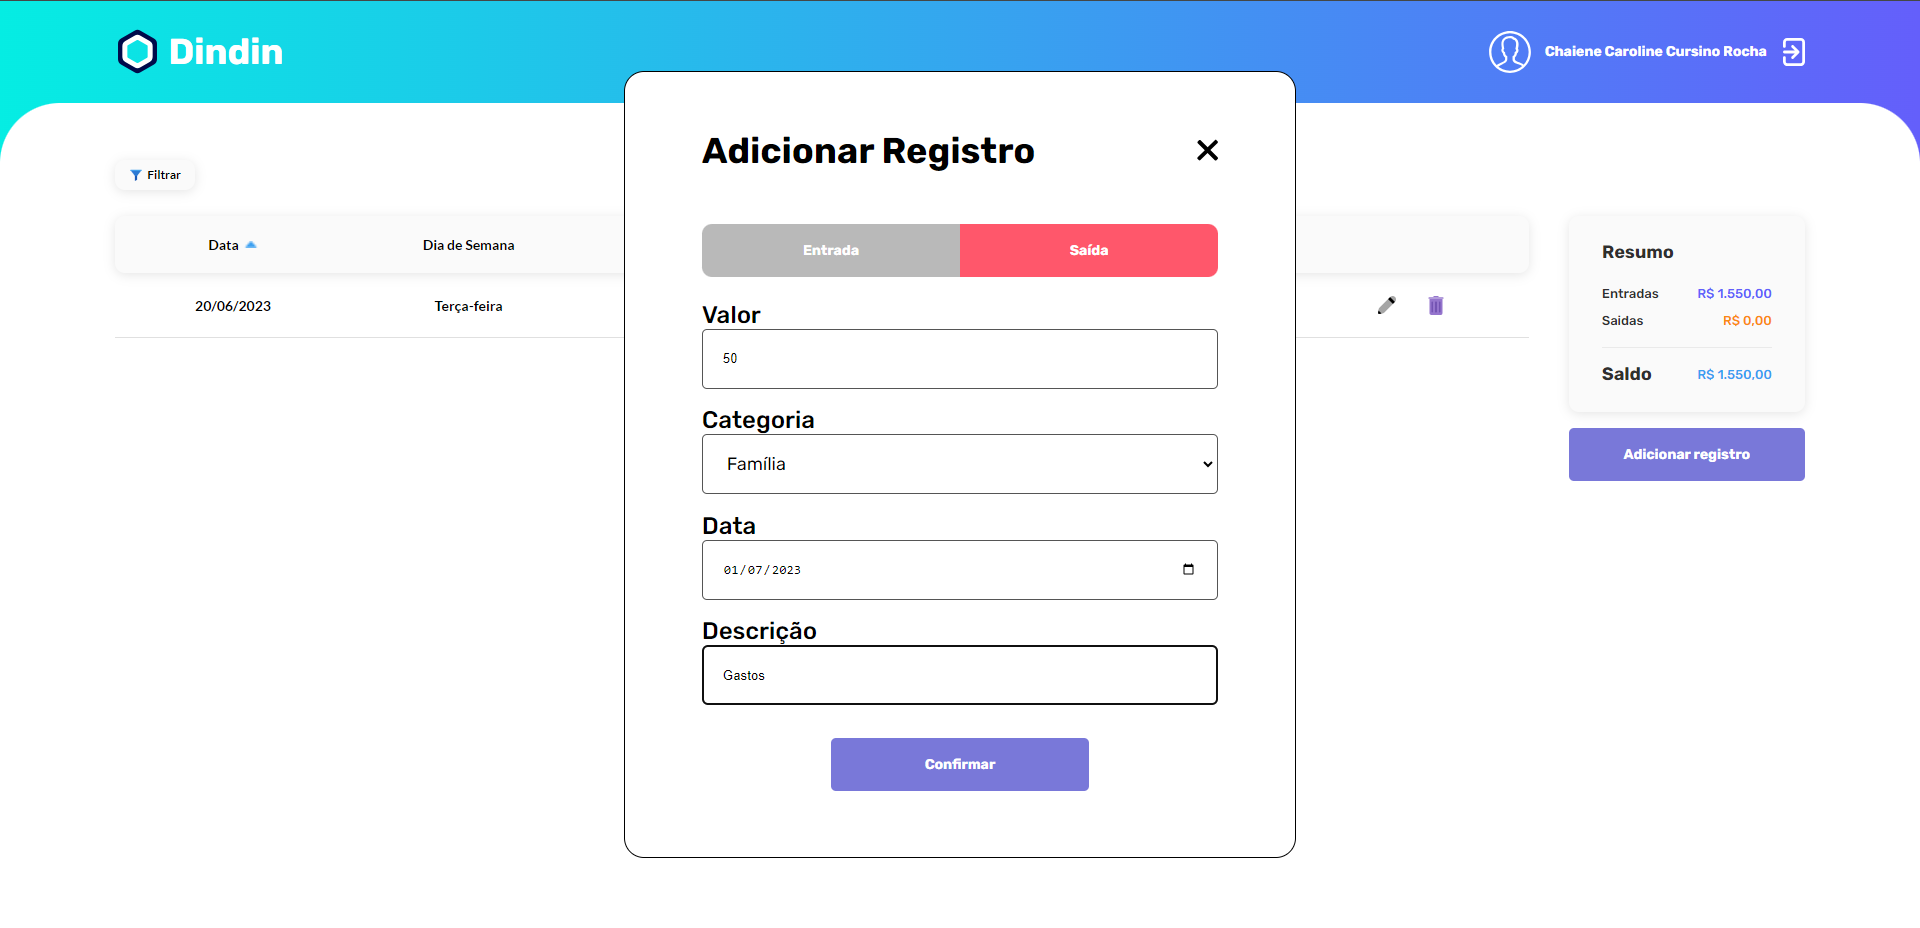 Dindin
Chaiene Caroline Cursino Rocha
Filtrar
Data
Dia de Semana
20/06/2023
Terça-feira
Adicionar Registro
Entrada
Saída
Valor
50
Categoria
Família
Data
01/07/2023
Descrição
Gastos
Confirmar
Resumo
Entradas R$ 1.550,00
Saidas R$ 0,00
Saldo R$ 1.550,00
Adicionar registro